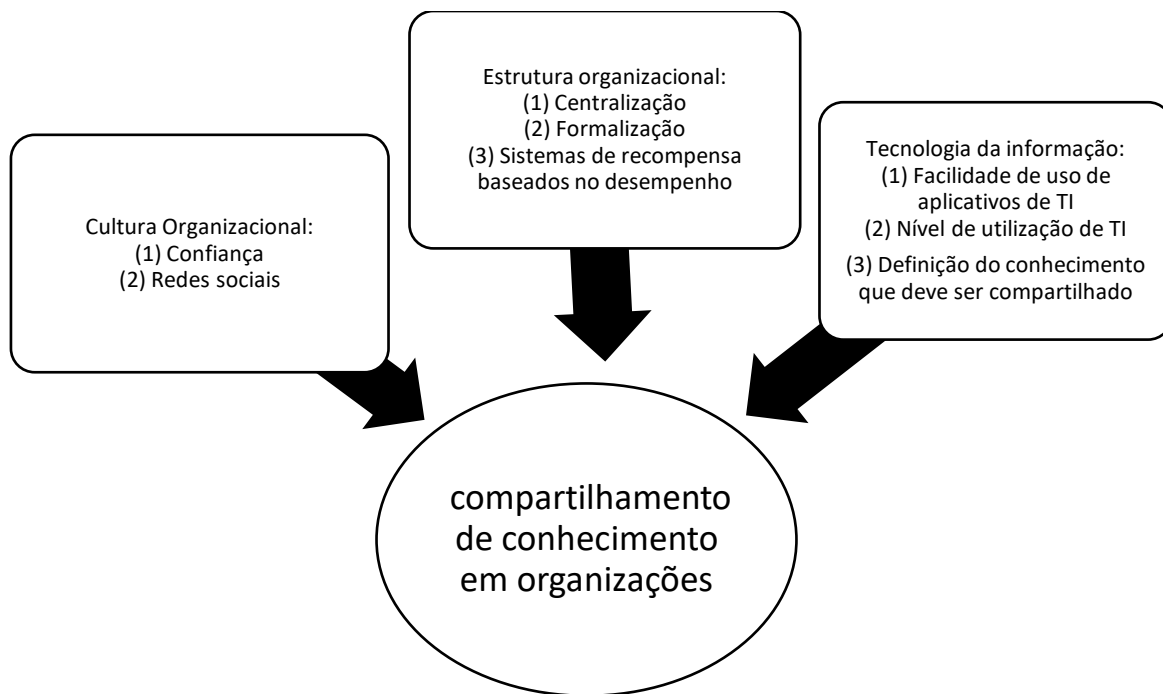 Cultura Organizacional:
(1) Confiança
(2) Redes sociais
Estrutura organizacional:
(1) Centralização
(2) Formalização
(3) Sistemas de recompensa
baseados no desempenho
Tecnologia da informação:
(1) Facilidade de uso de
aplicativos de TI
(2) Nível de utilização de TI
(3) Definição do conhecimento
que deve ser compartilhado
compartilhamento
de conhecimento
em organizações